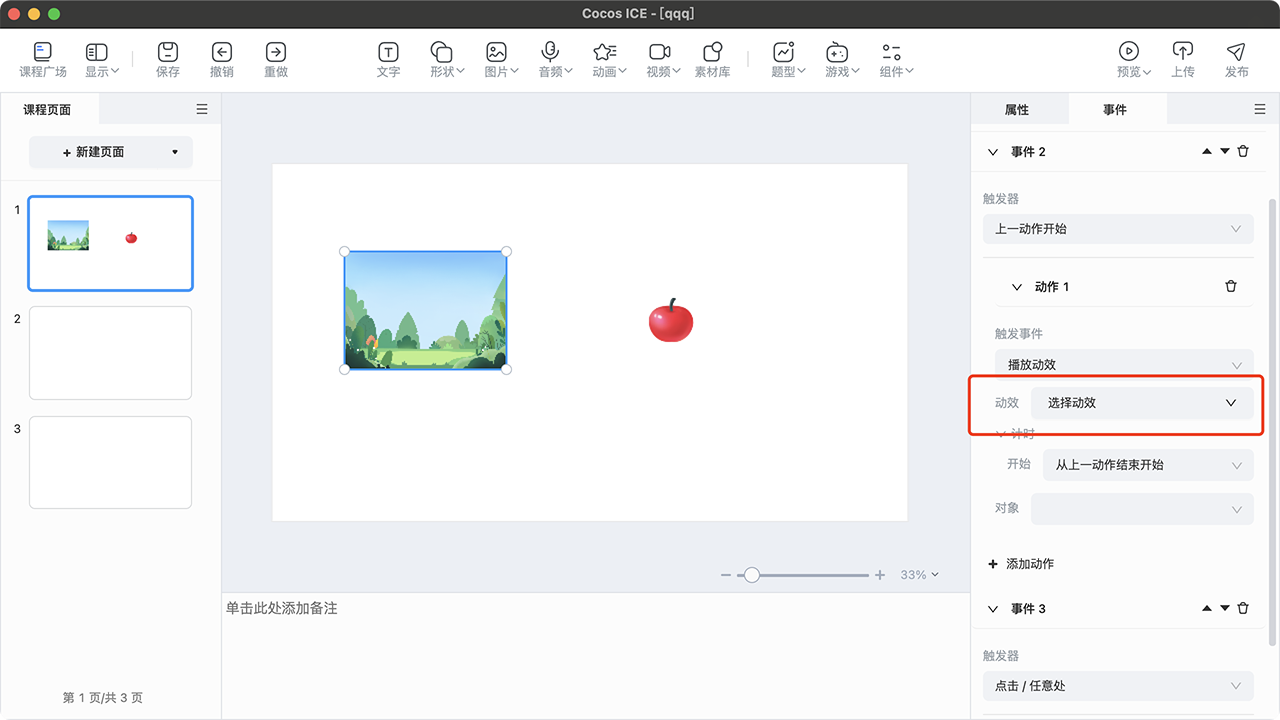 Cocos ICE - [qqq]
课程广场 显示 保存 撤销 重做 文字 形状 图片 音频 动画 视频 素材库 题型 游戏 组件 预览 上传 发布
课程页面
+ 新建页面
1
2
3
第 1 页/共 3 页
33%
单击此处添加备注
属性 事件
事件 2
触发器
上一动作开始
动作 1
触发事件
播放动效
动效 选择动效
计时
开始 从上一动作结束开始
对象
+ 添加动作
事件 3
触发器
点击 / 任意处